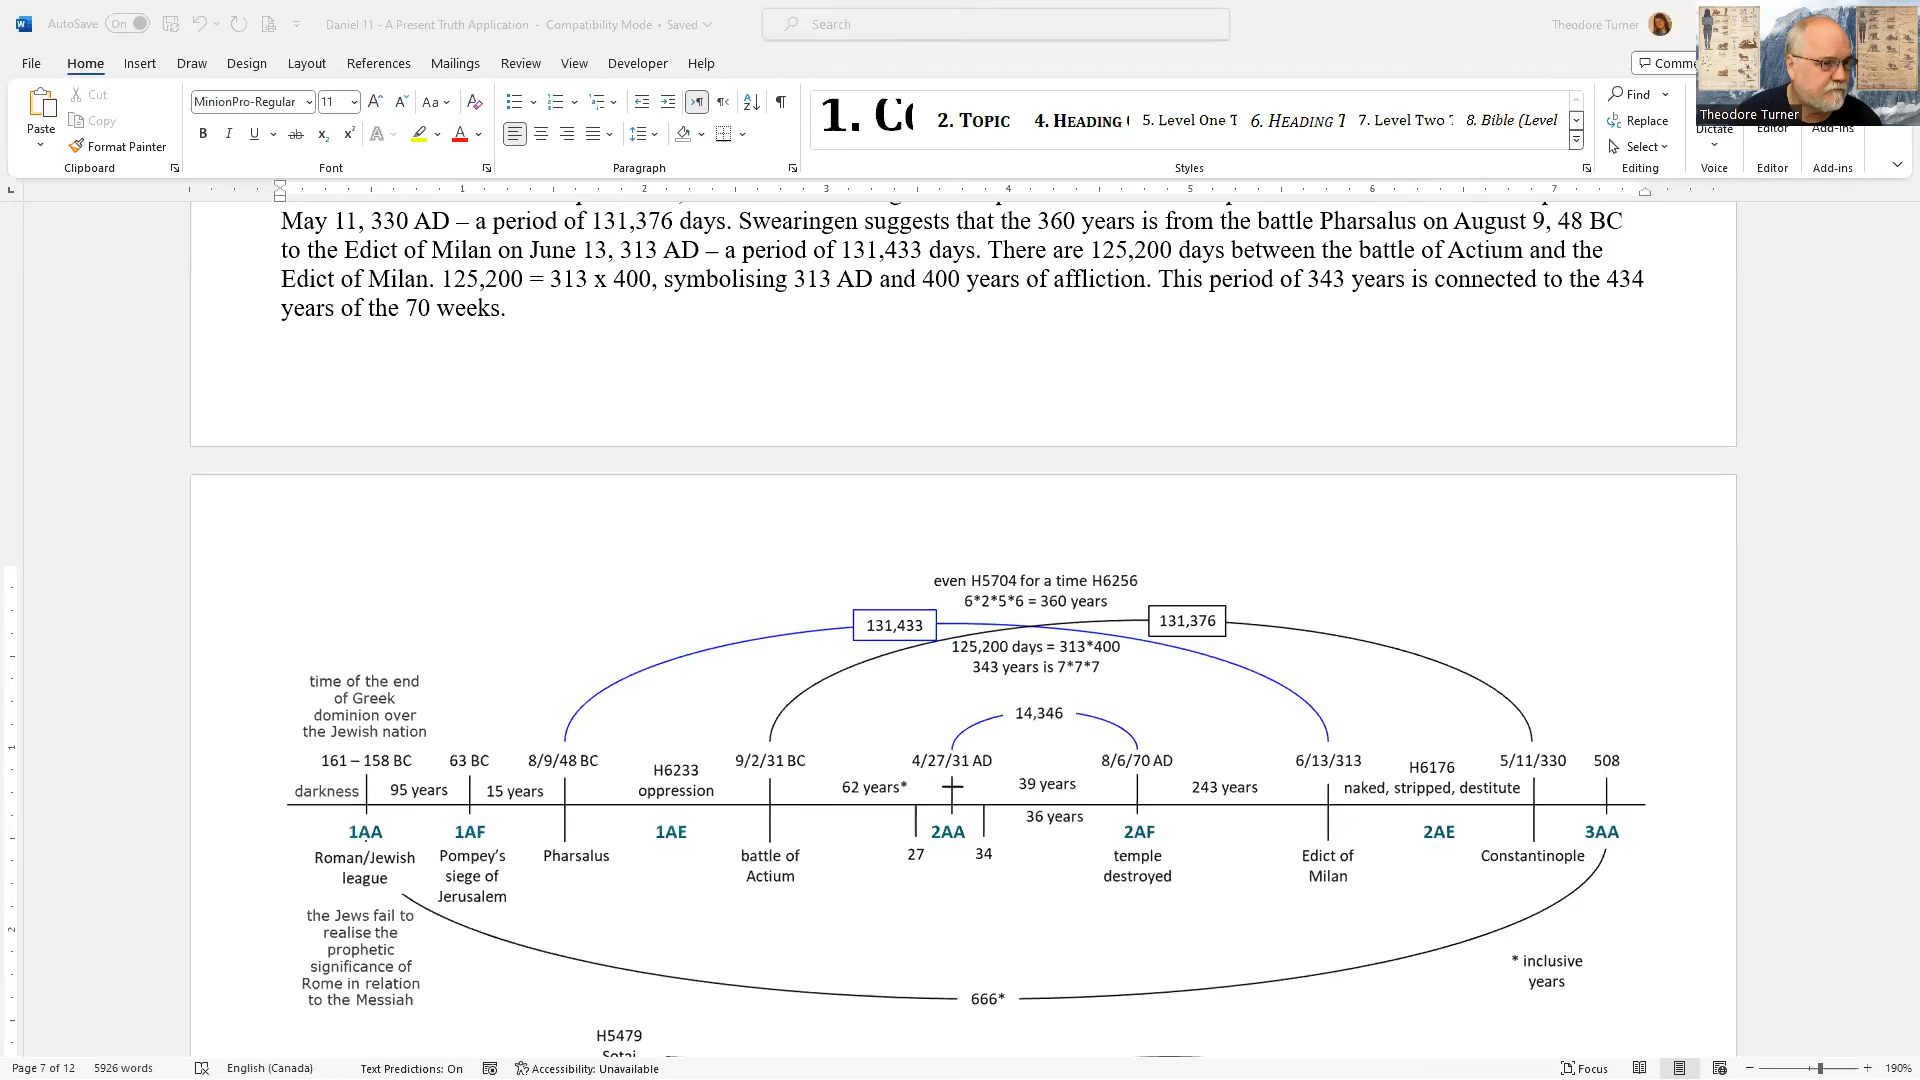 AutoSave On Daniel 11 - A Present Truth Application - Compatibility Mode • Saved Search Theodore Turner
File Home Insert Draw Design Layout References Mailings Review View Developer Help Comme
Paste Cut Copy Format Painter Clipboard
MinionPro-Regular 11 Font
Paragraph
1. Co 2. Topic 4. Heading 5. Level One T 6. Heading T 7. Level Two T 8. Bible (Level Styles
Find Replace Select Editing
Dictate Voice Editor Editor Add-ins Add-ins
Theodore Turner
1 2 3 4 5 6 7
May 11, 330 AD – a period of 131,376 days. Swearingen suggests that the 360 years is from the battle Pharsalus on August 9, 48 BC
to the Edict of Milan on June 13, 313 AD – a period of 131,433 days. There are 125,200 days between the battle of Actium and the
Edict of Milan. 125,200 = 313 x 400, symbolising 313 AD and 400 years of affliction. This period of 343 years is connected to the 434
years of the 70 weeks.
even H5704 for a time H6256
6*2*5*6 = 360 years
131,433 131,376
125,200 days = 313*400
343 years is 7*7*7
time of the end
of Greek
dominion over
the Jewish nation
14,346
161 – 158 BC 63 BC 8/9/48 BC 9/2/31 BC 4/27/31 AD 8/6/70 AD 6/13/313 5/11/330 508
H6233
oppression
H6176
naked, stripped, destitute
darkness 95 years 15 years 62 years* 39 years 243 years
36 years
1AA 1AF 1AE 2AA 2AF 2AE 3AA
27 34
Roman/Jewish
league
Pompey's
siege of
Jerusalem
Pharsalus
battle of
Actium
temple
destroyed
Edict of
Milan
Constantinople
the Jews fail to
realise the
prophetic
significance of
Rome in relation
to the Messiah
* inclusive
years
666*
H5479
Sotai
Page 7 of 12 5926 words English (Canada) Text Predictions: On Accessibility: Unavailable Focus 190%